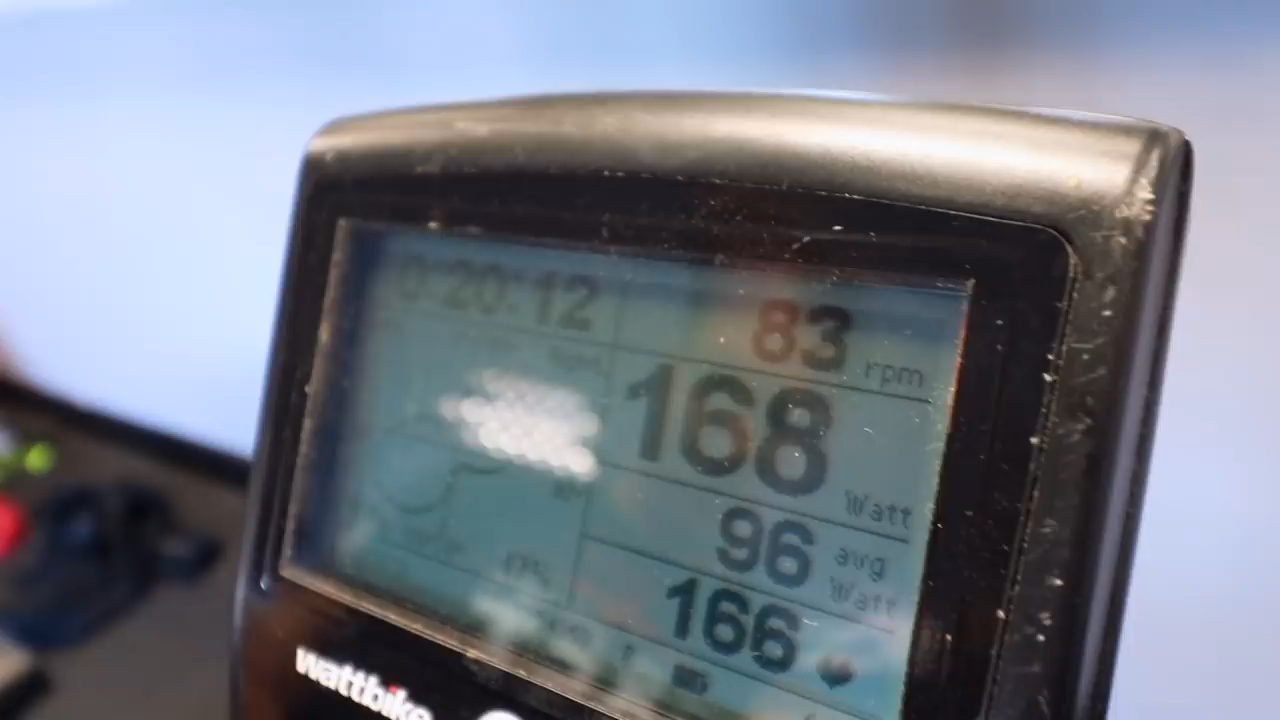 0:20:12
83 rpm
168 Watt
96 avg Watt
166
wattbike